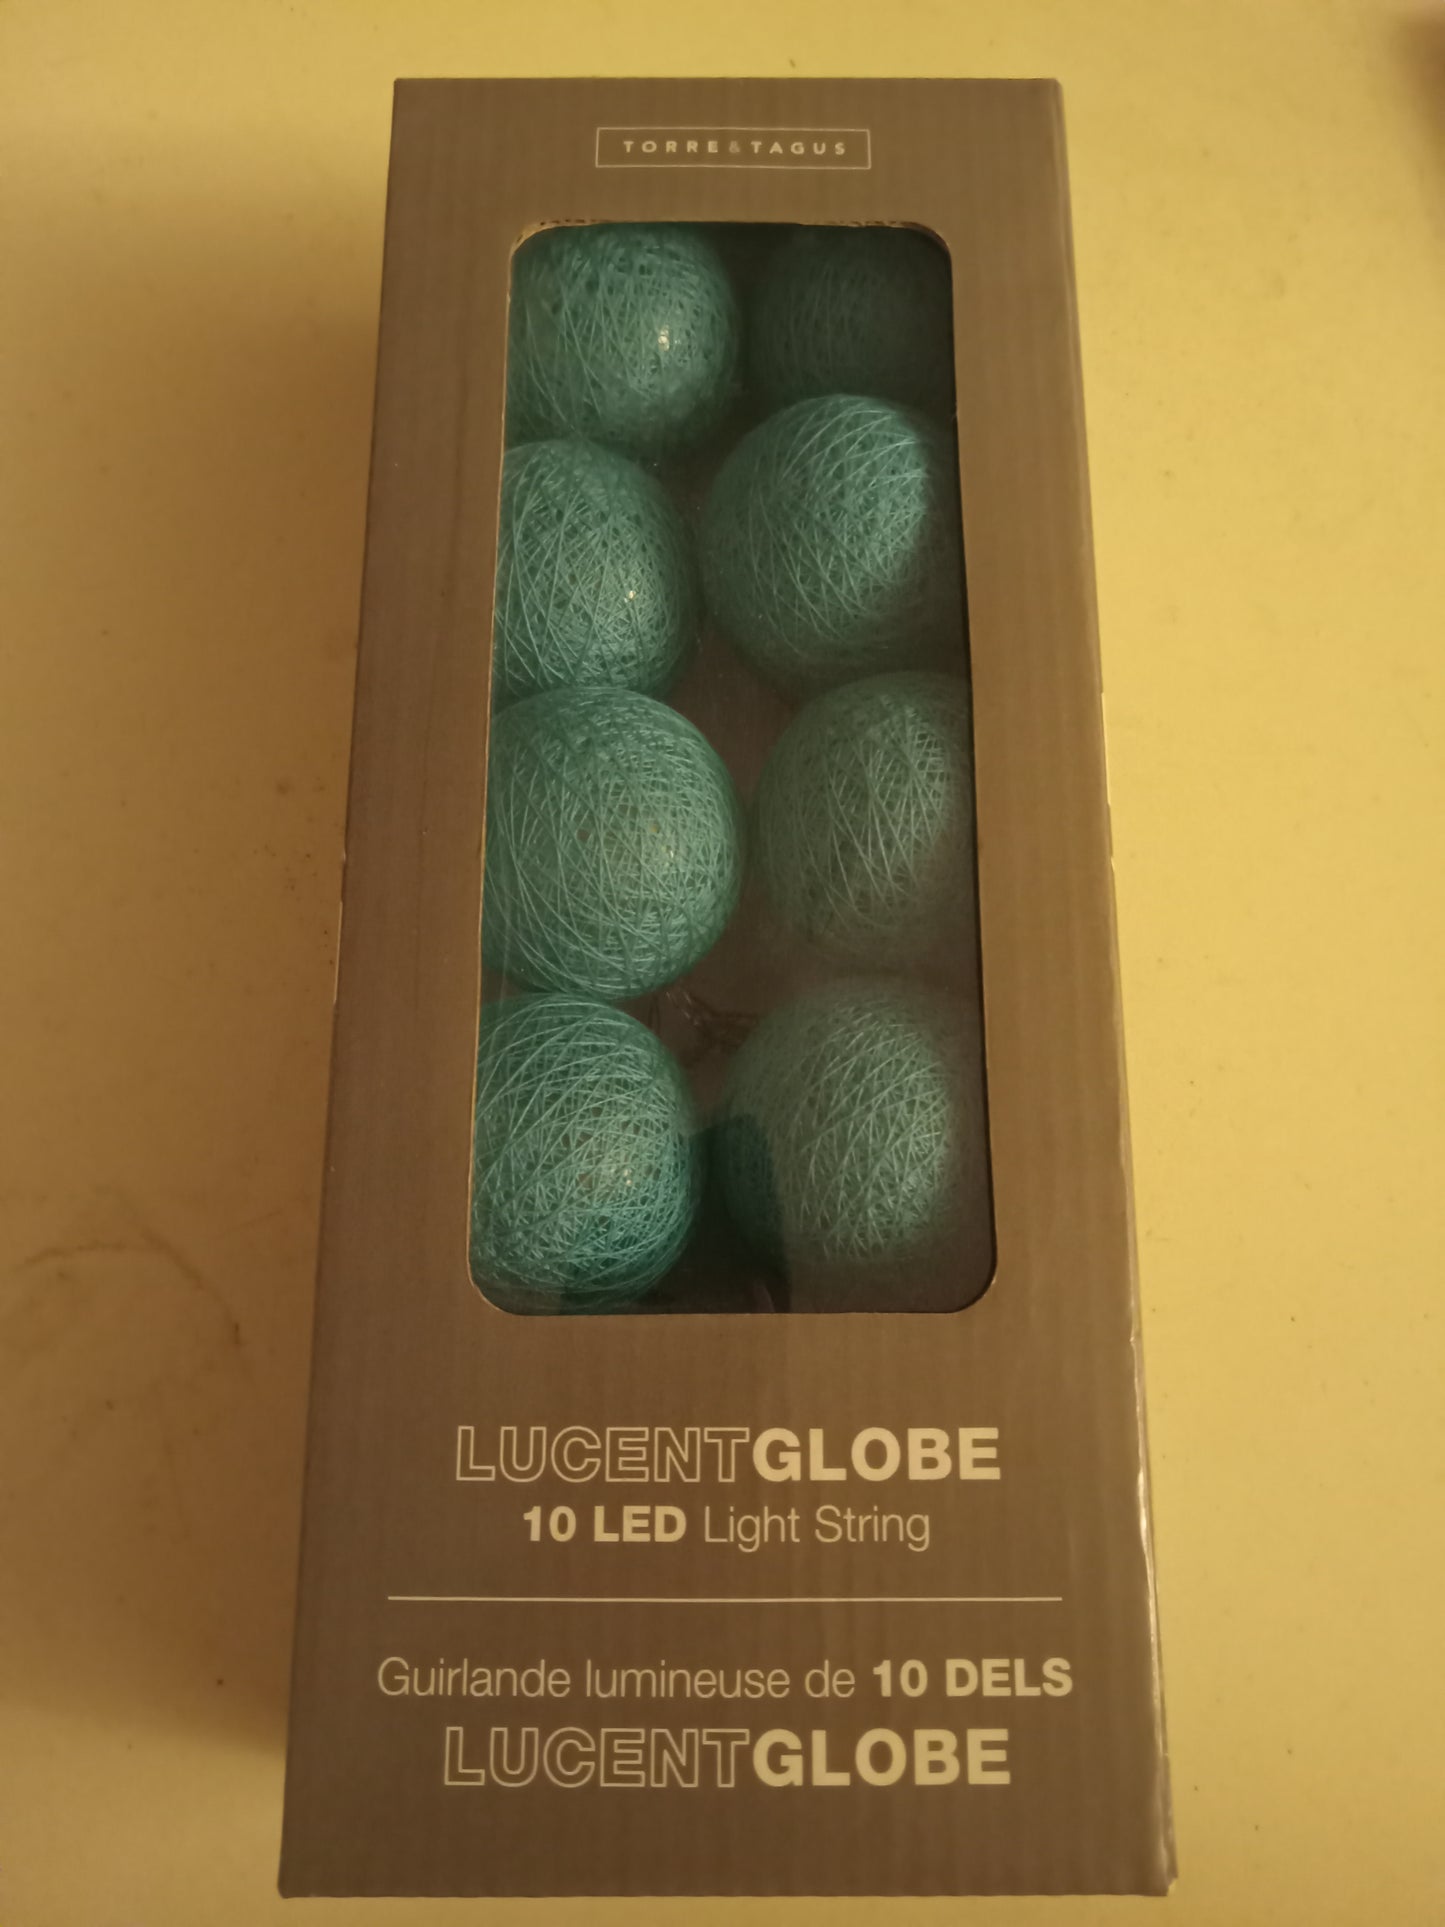 TORRE & TAGUS
LUCENTGLOBE
10 LED Light String
Guirlande lumineuse de 10 DELS
LUCENTGLOBE